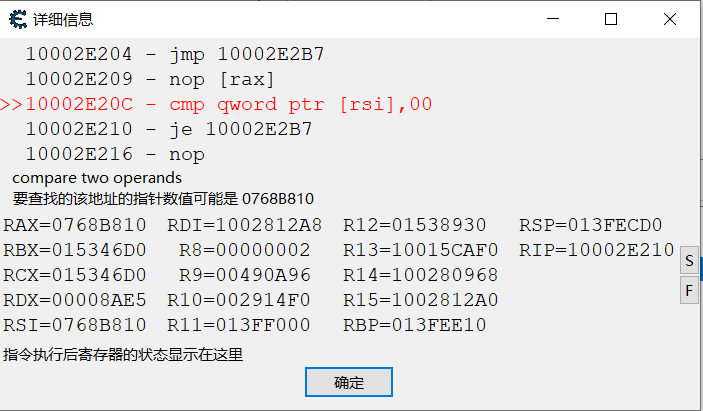 详细信息
10002E204 - jmp 10002E2B7
10002E209 - nop [rax]
>>10002E20C - cmp qword ptr [rsi],00
10002E210 - je 10002E2B7
10002E216 - nop
compare two operands
要查找的该地址的指针数值可能是 0768B810
RAX=0768B810 RDI=1002812A8 R12=01538930 RSP=013FECD0
RBX=015346D0 R8=00000002 R13=10015CAF0 RIP=10002E210
RCX=015346D0 R9=00490A96 R14=100280968
RDX=00008AE5 R10=002914F0 R15=1002812A0
RSI=0768B810 R11=013FF000 RBP=013FEE10
S
F
指令执行后寄存器的状态显示在这里
确定